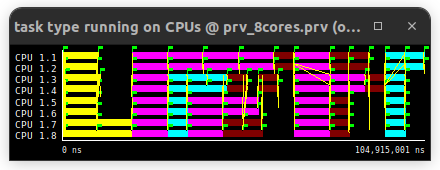 task type running on CPUs @ prv_8cores.prv (o...
CPU 1.1
CPU 1.2
CPU 1.3
CPU 1.4
CPU 1.5
CPU 1.6
CPU 1.7
CPU 1.8
0 ns 104,915,001 ns